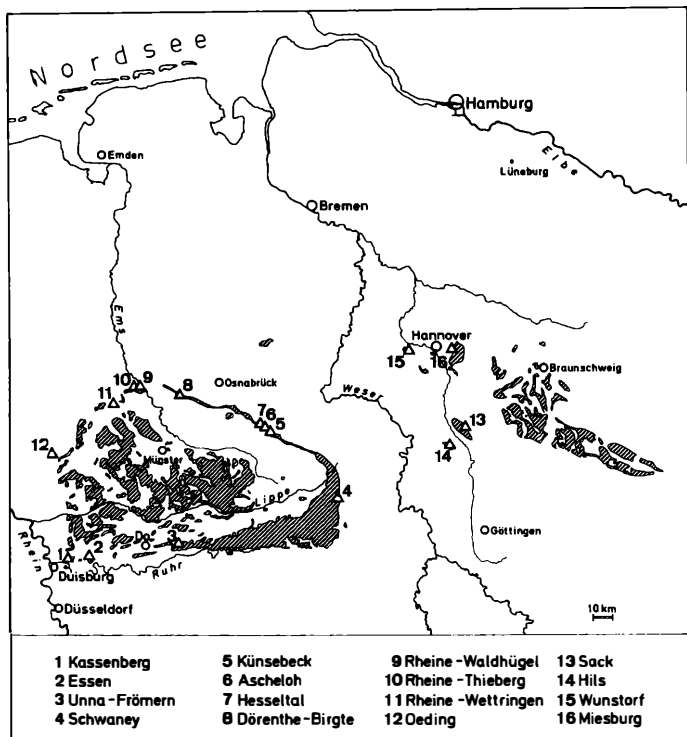 Nordsee
Hamburg
Elbe
Emden
Lüneburg
Bremen
Ems
Hannover
15
16
Braunschweig
10 9
Osnabrück
8
Weser
11
7 6 5
13
12
Münster
14
Lippe
4
Rhein
Do.
3
Göttingen
1 2
Duisburg
Ruhr
Düsseldorf
10 km
1 Kassenberg 5 Künsebeck 9 Rheine-Waldhügel 13 Sack
2 Essen 6 Ascheloh 10 Rheine-Thieberg 14 Hils
3 Unna-Frömern 7 Hesseltal 11 Rheine-Wettringen 15 Wunstorf
4 Schwaney 8 Dörenthe-Birgte 12 Oeding 16 Miesburg